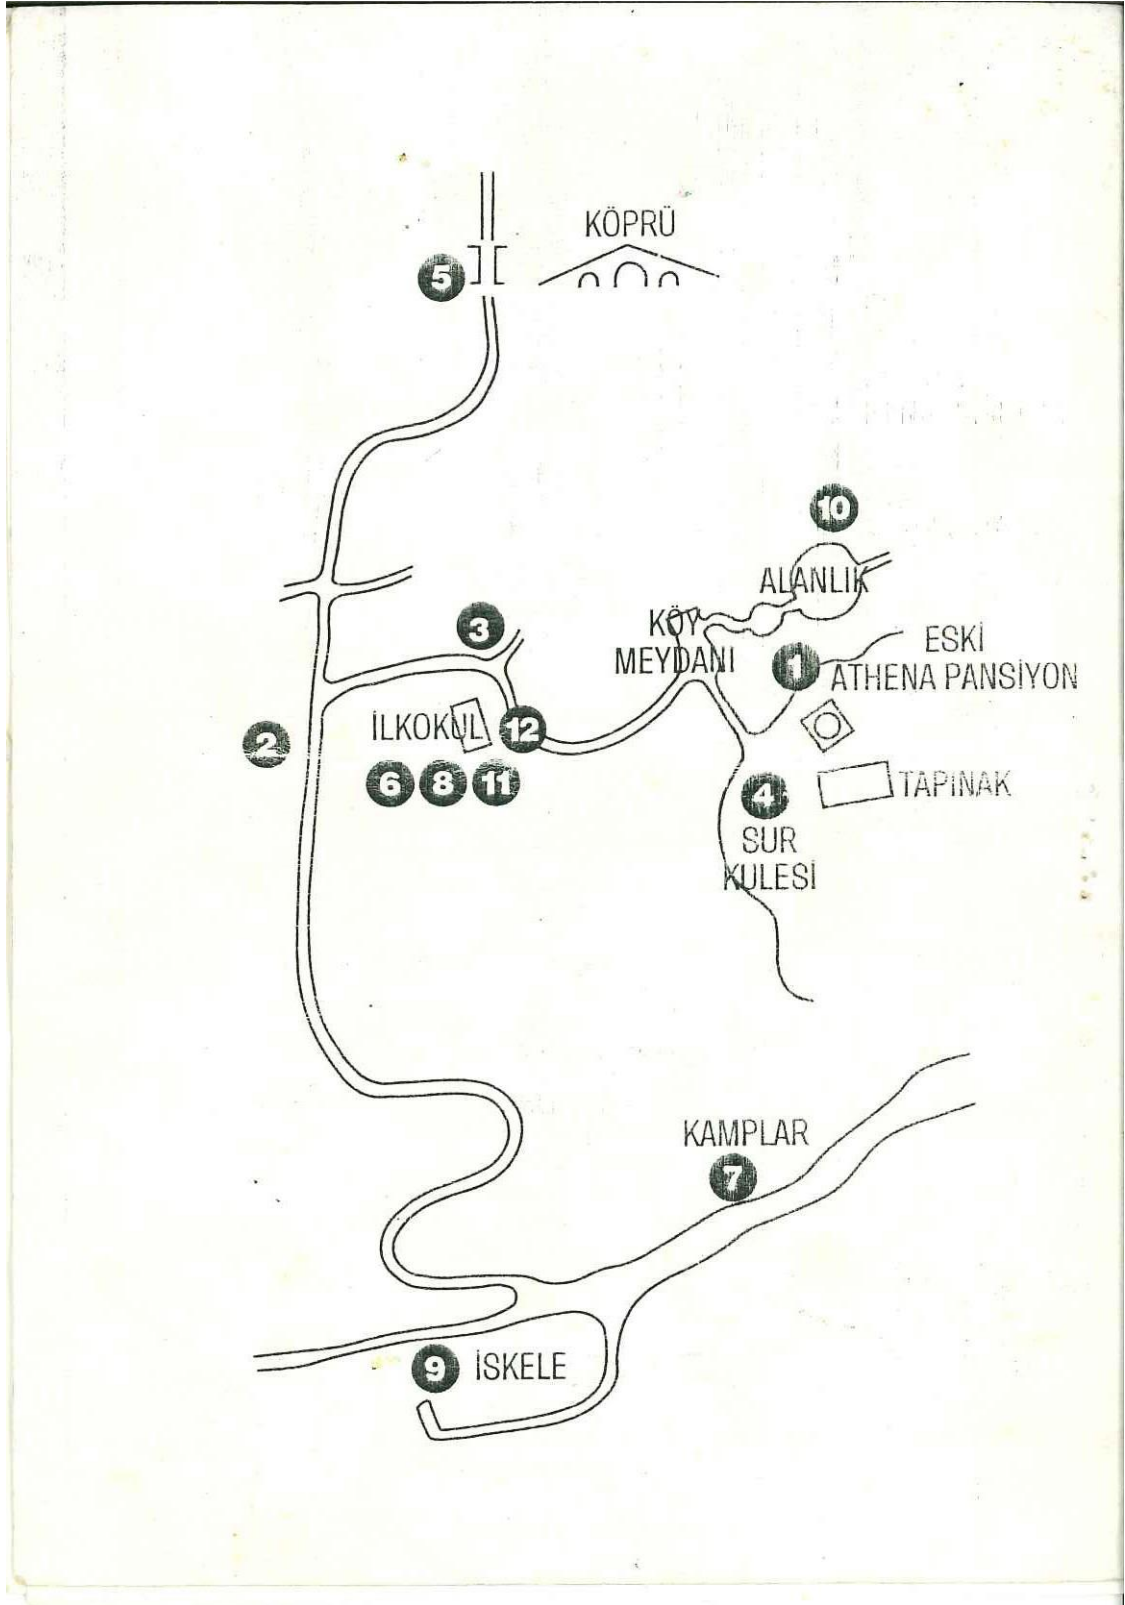 KÖPRÜ
5
10
ALANLIK
3
KÖY
MEYDANI
1
ESKİ
ATHENA PANSİYON
2
İLKOKUL
12
6 8 11
4
TAPINAK
SUR
KULESİ
KAMPLAR
7
9 İSKELE